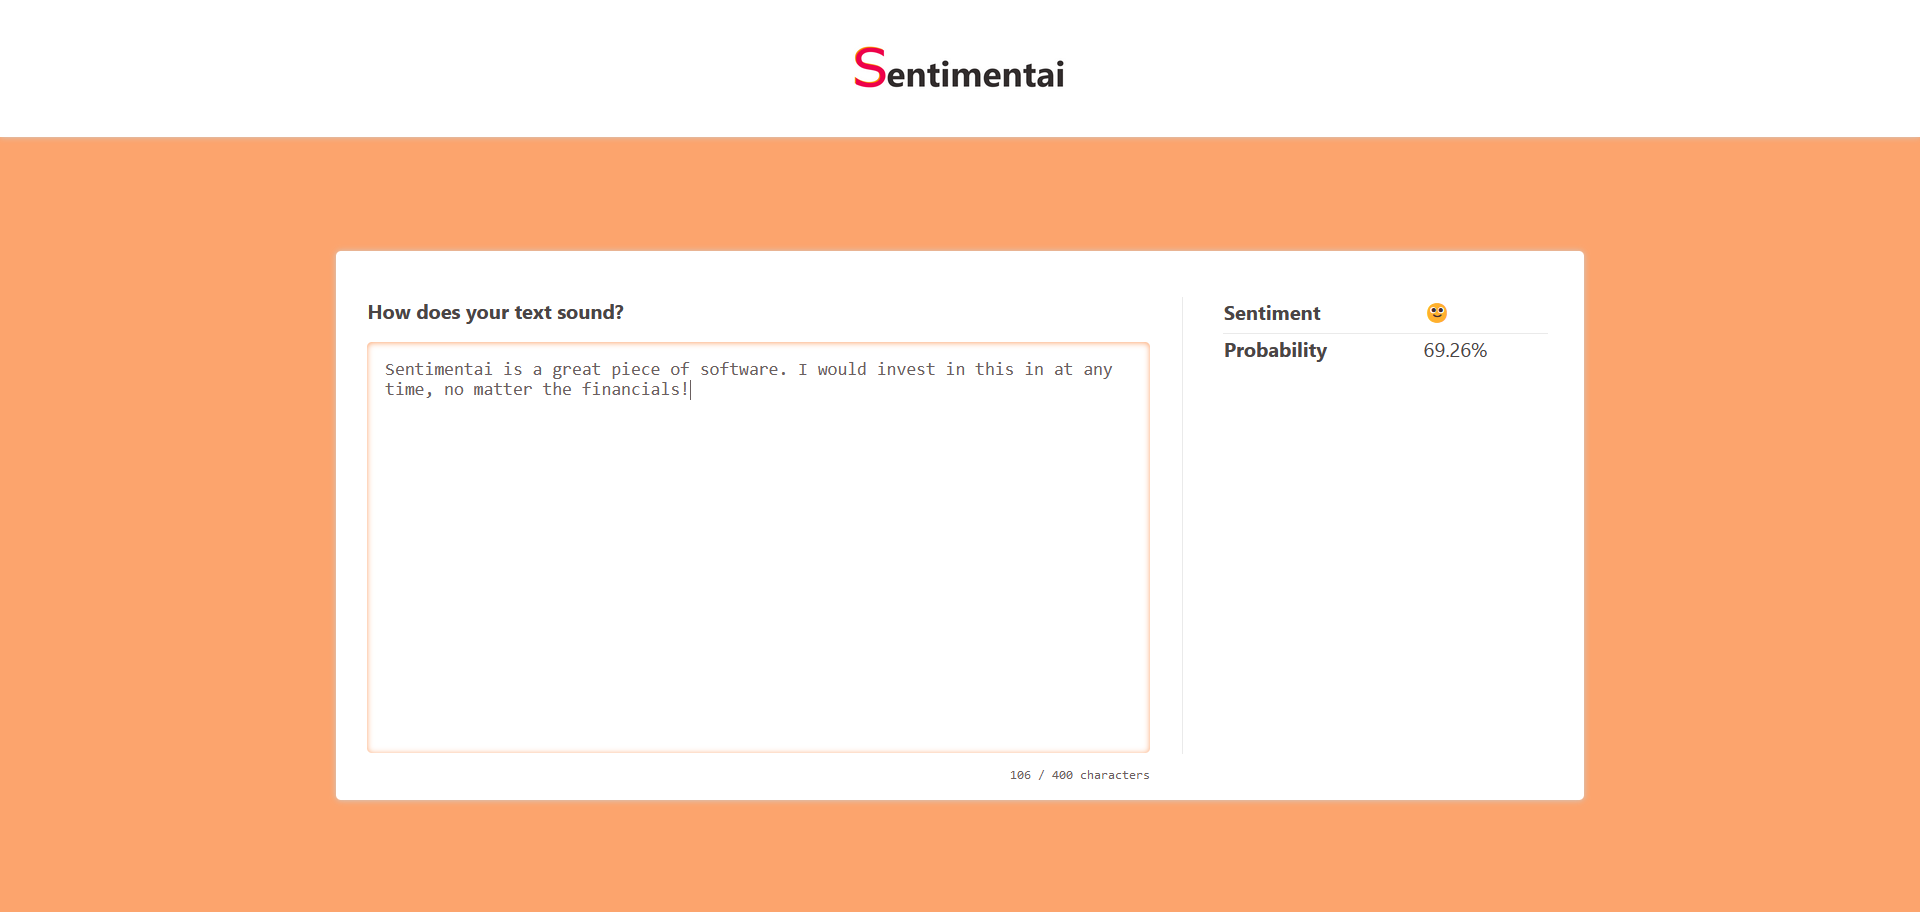 Sentimentai
How does your text sound?
Sentimentai is a great piece of software. I would invest in this in at any
time, no matter the financials!
106 / 400 characters
Sentiment
Probability 69.26%